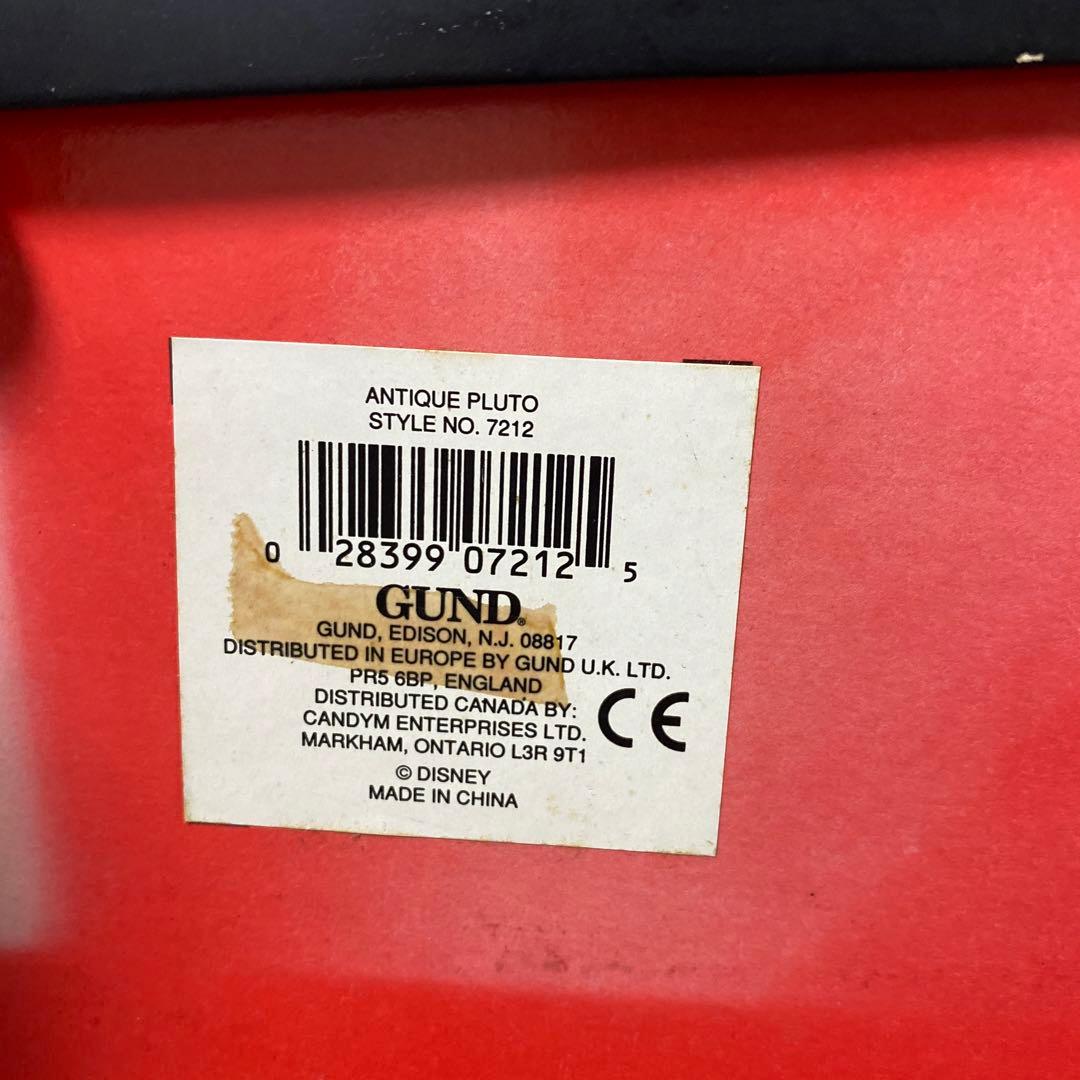 ANTIQUE PLUTO
STYLE NO. 7212
0 28399 07212 5
GUND®
GUND, EDISON, N.J. 08817
DISTRIBUTED IN EUROPE BY GUND U.K. LTD.
PR5 6BP, ENGLAND
DISTRIBUTED CANADA BY:
CANDYM ENTERPRISES LTD.
MARKHAM, ONTARIO L3R 9T1
CE
© DISNEY
MADE IN CHINA